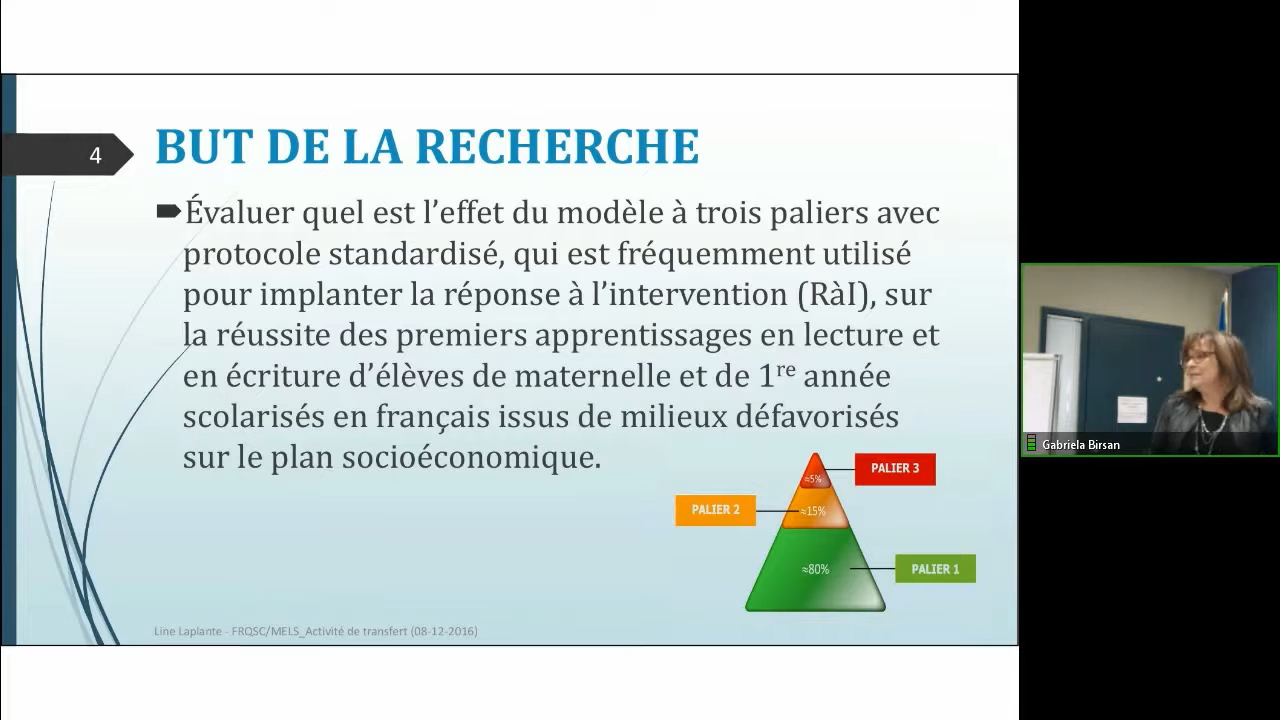 4
BUT DE LA RECHERCHE
Évaluer quel est l’effet du modèle à trois paliers avec
protocole standardisé, qui est fréquemment utilisé
pour implanter la réponse à l’intervention (RàI), sur
la réussite des premiers apprentissages en lecture et
en écriture d’élèves de maternelle et de 1re année
scolarisés en français issus de milieux défavorisés
sur le plan socioéconomique.
PALIER 3
≈5%
PALIER 2
≈15%
≈80%
PALIER 1
Line Laplante - FRQSC/MELS_Activité de transfert (08-12-2016)
Gabriela Birsan